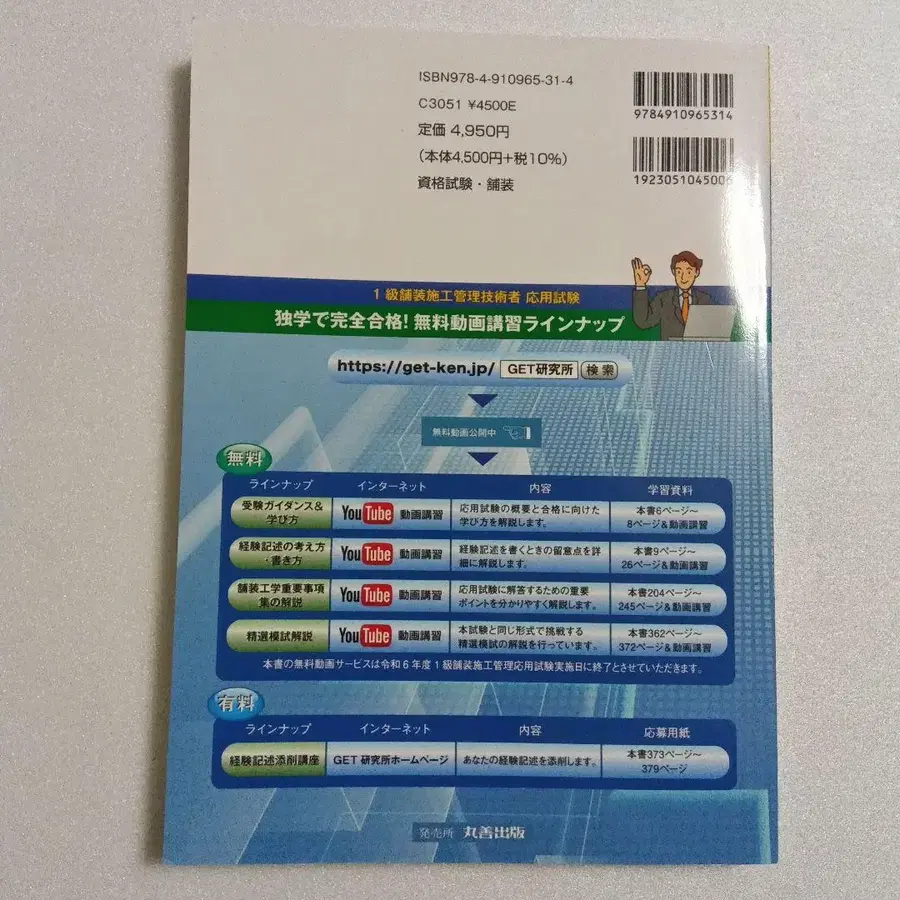 ISBN978-4-910965-31-4
C3051 ¥4500E
定価 4,950円
(本体4,500円+税10%)
資格試験・舗装
9784910965314
1923051045006
1級舗装施工管理技術者 応用試験
独学で完全合格! 無料動画講習ラインナップ
https://get-ken.jp/ GET研究所 検索
無料動画公開中
無料
ラインナップ インターネット 内容 学習資料
受験ガイダンス&
学び方
YouTube 動画講習
応用試験の概要と合格に向けた
学び方を解説します。
本書6ページ〜
8ページ&動画講習
経験記述の考え方
・書き方
YouTube 動画講習
経験記述を書くときの留意点を詳
細に解説します。
本書9ページ〜
26ページ&動画講習
舗装工学重要事項
集の解説
YouTube 動画講習
応用試験に解答するための重要
ポイントを分かりやすく解説します。
本書204ページ〜
245ページ&動画講習
精選模試解説
YouTube 動画講習
本試験と同じ形式で挑戦する
精選模試の解説を行っています。
本書362ページ〜
372ページ&動画講習
本書の無料動画サービスは令和6年度1級舗装施工管理応用試験実施日に終了とさせていただきます。
有料
ラインナップ インターネット 内容 応募用紙
経験記述添削講座
GET 研究所ホームページ
あなたの経験記述を添削します。
本書373ページ〜
379ページ
発売所 丸善出版